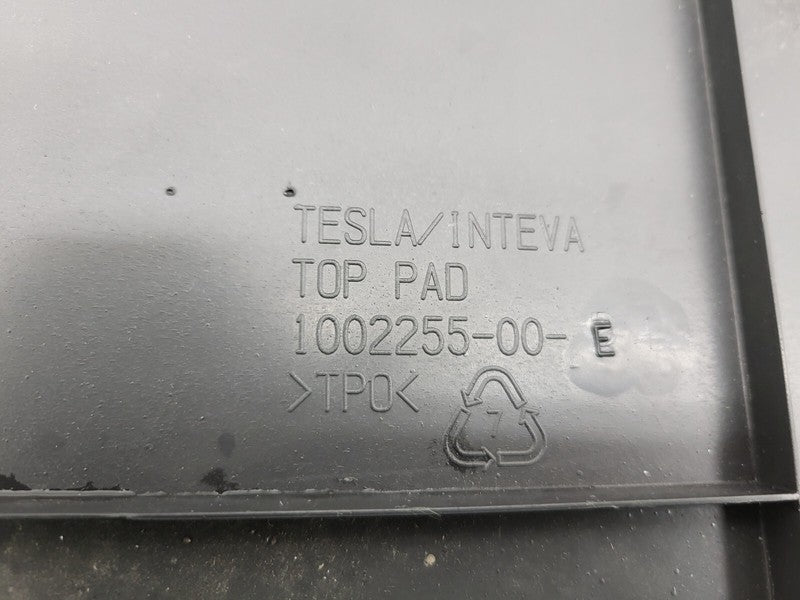 TESLA/INTEVA
TOP PAD
1002255-00-E
>TPO<
7